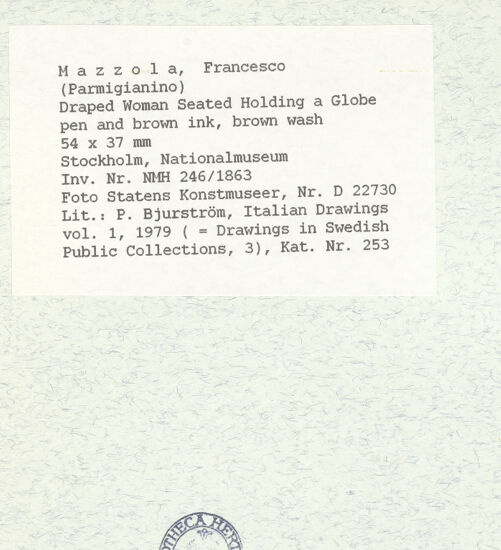 M a z z o l a, Francesco
(Parmigianino)
Draped Woman Seated Holding a Globe
pen and brown ink, brown wash
54 x 37 mm
Stockholm, Nationalmuseum
Inv. Nr. NMH 246/1863
Foto Statens Konstmuseer, Nr. D 22730
Lit.: P. Bjurström, Italian Drawings
vol. 1, 1979 ( = Drawings in Swedish
Public Collections, 3), Kat. Nr. 253
OTHECA HERT